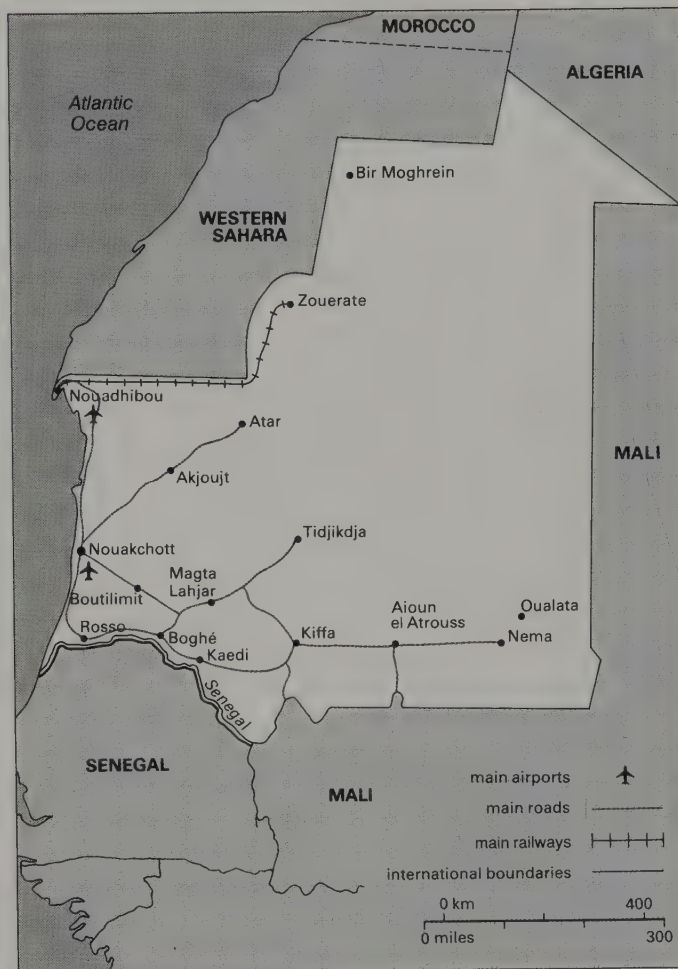 MOROCCO
ALGERIA
Atlantic
Ocean
Bir Moghrein
WESTERN
SAHARA
Zouerate
Nouadhibou
Atar
MALI
Akjoujt
Tidjikdja
Nouakchott
Magta
Lahjar
Boutilimit
Aioun
el Atrouss
Oualata
Rosso
Boghé
Kiffa
Nema
Kaedi
Senegal
SENEGAL
MALI
main airports
main roads
main railways
international boundaries
0 km 400
0 miles 300